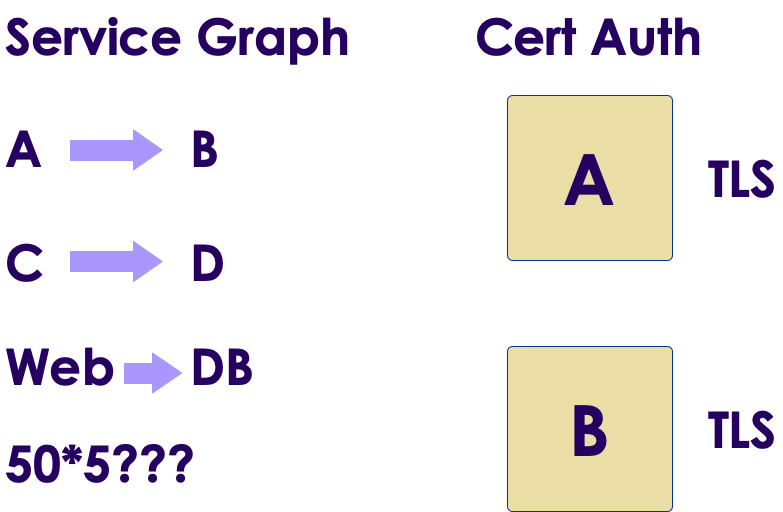 Service Graph
A B
C D
Web DB
50*5???
Cert Auth
A TLS
B TLS